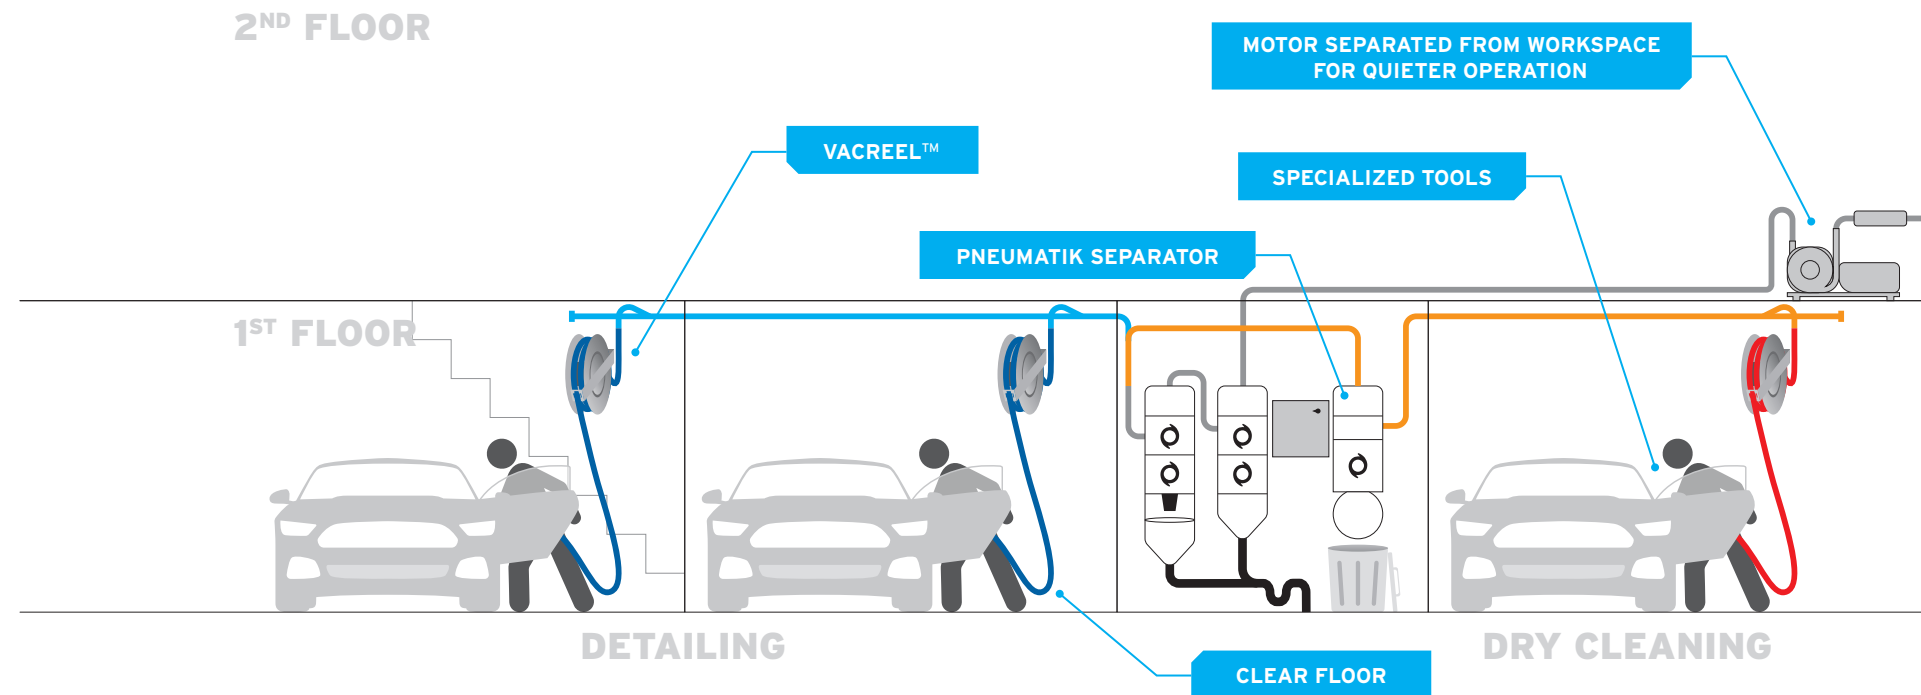 2ND FLOOR
MOTOR SEPARATED FROM WORKSPACE
FOR QUIETER OPERATION
VACREEL™
SPECIALIZED TOOLS
PNEUMATIK SEPARATOR
1ST FLOOR
DETAILING
DRY CLEANING
CLEAR FLOOR